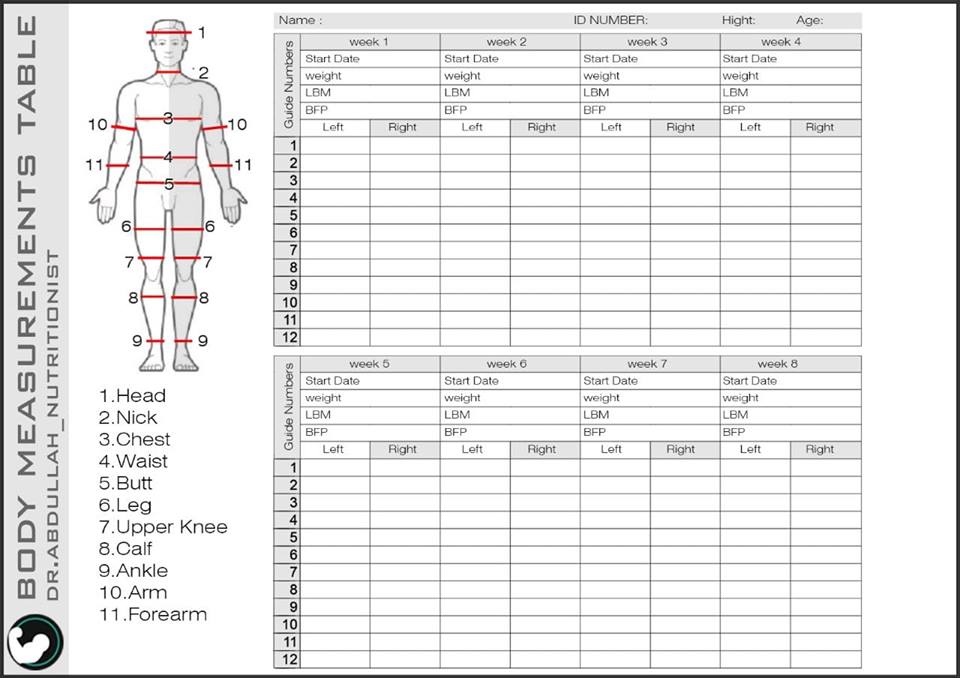 BODY MEASUREMENTS TABLE
DR.ABDULLAH_NUTRITIONIST
1
2
3
10 10
4
11 11
5
6 6
7 7
8 8
9 9
1.Head
2.Nick
3.Chest
4.Waist
5.Butt
6.Leg
7.Upper Knee
8.Calf
9.Ankle
10.Arm
11.Forearm
Name : ID NUMBER: Hight: Age:
Guide Numbers
week 1 week 2 week 3 week 4
Start Date Start Date Start Date Start Date
weight weight weight weight
LBM LBM LBM LBM
BFP BFP BFP BFP
Left Right Left Right Left Right Left Right
1
2
3
4
5
6
7
8
9
10
11
12
Guide Numbers
week 5 week 6 week 7 week 8
Start Date Start Date Start Date Start Date
weight weight weight weight
LBM LBM LBM LBM
BFP BFP BFP BFP
Left Right Left Right Left Right Left Right
1
2
3
4
5
6
7
8
9
10
11
12